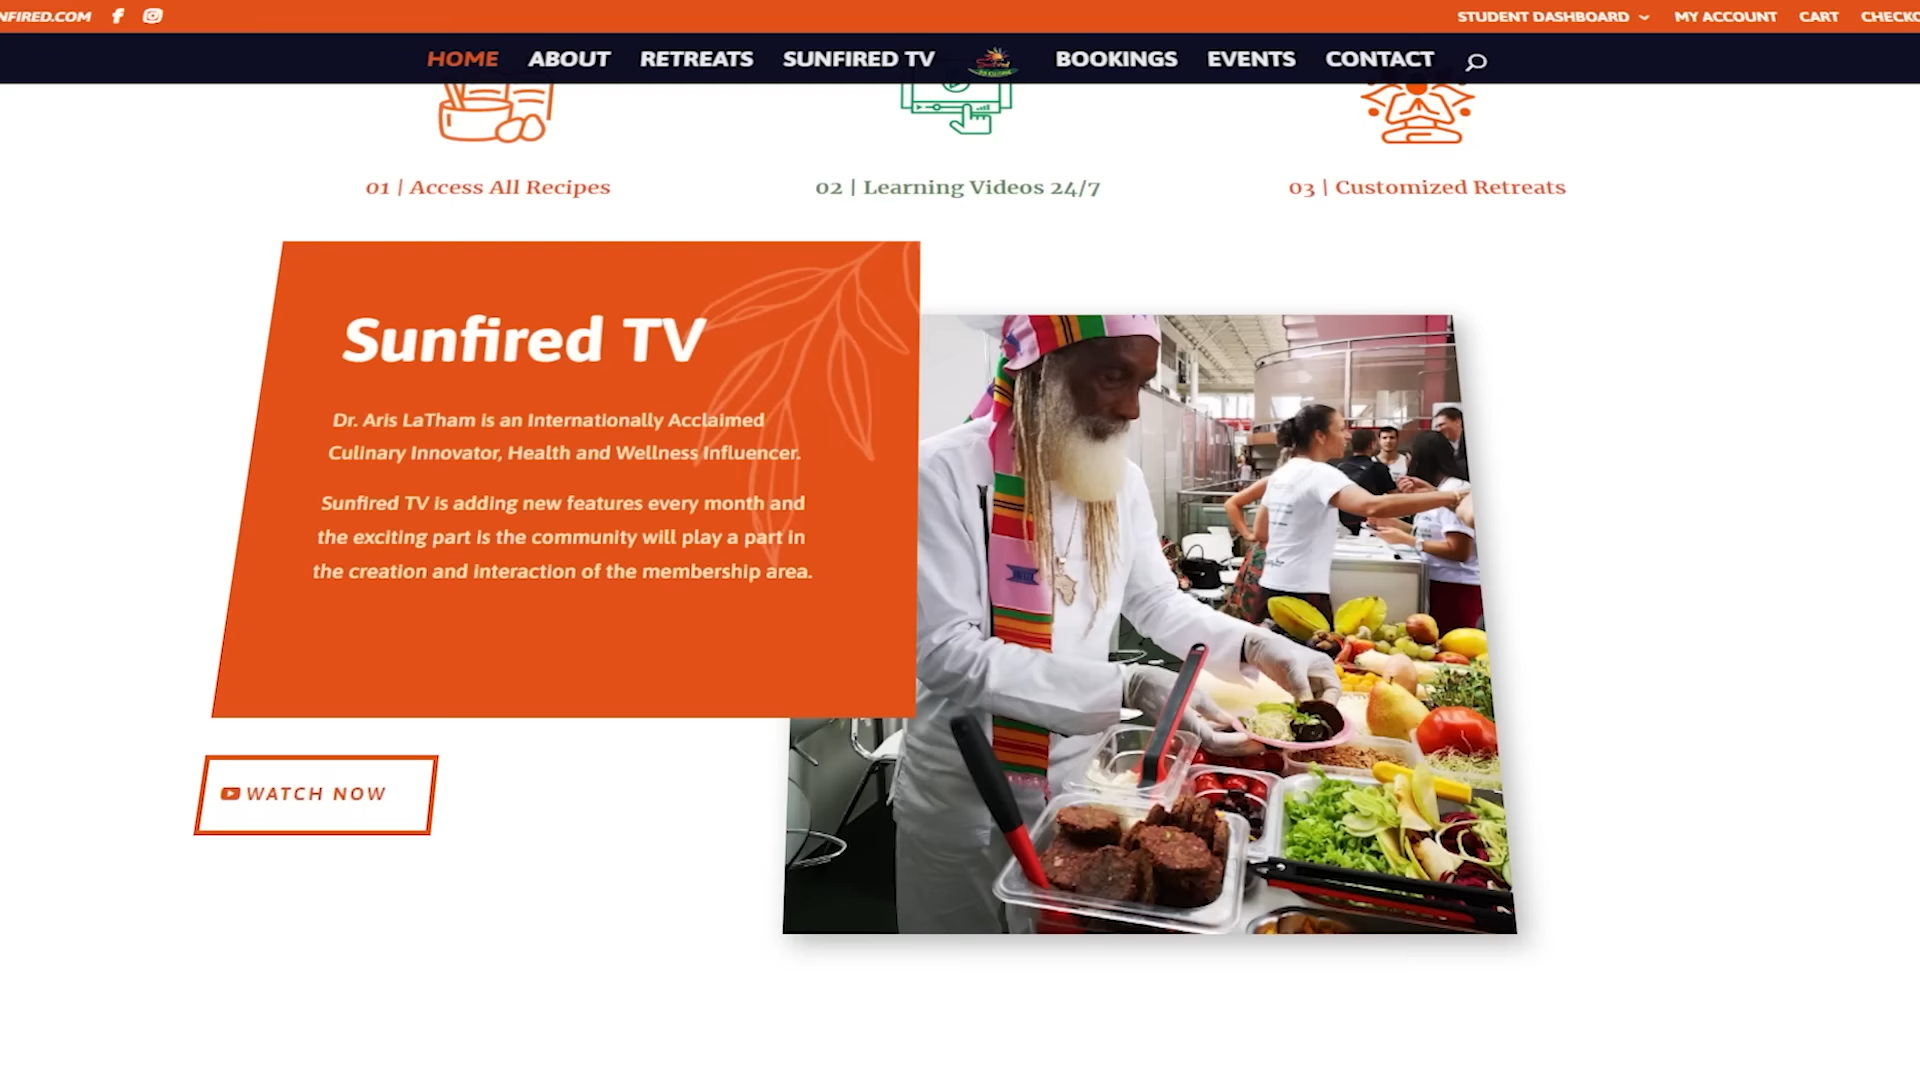 NFIRED.COM
STUDENT DASHBOARD
MY ACCOUNT
CART
CHECKO
HOME
ABOUT
RETREATS
SUNFIRED TV
BOOKINGS
EVENTS
CONTACT
01 | Access All Recipes
02 | Learning Videos 24/7
03 | Customized Retreats
Sunfired TV
Dr. Aris LaTham is an Internationally Acclaimed
Culinary Innovator, Health and Wellness Influencer.
Sunfired TV is adding new features every month and
the exciting part is the community will play a part in
the creation and interaction of the membership area.
WATCH NOW